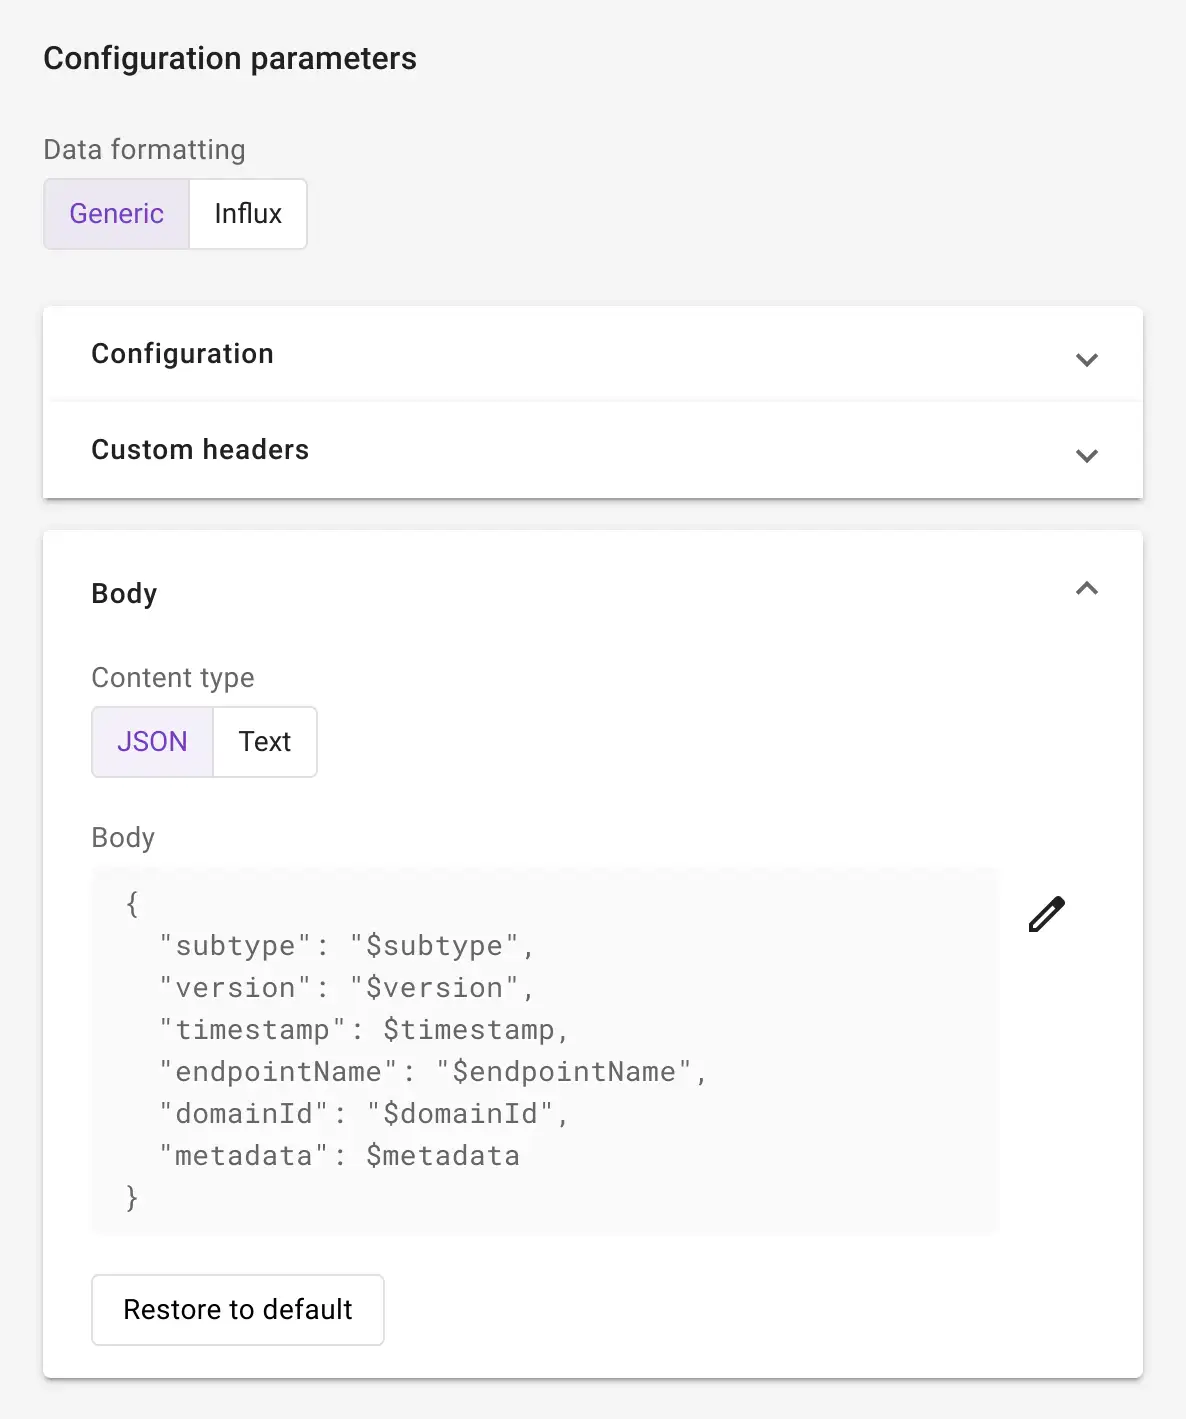 Configuration parameters
Data formatting
Generic Influx
Configuration
Custom headers
Body
Content type
JSON Text
Body
{
"subtype": "$subtype",
"version": "$version",
"timestamp": $timestamp,
"endpointName": "$endpointName",
"domainId": "$domainId",
"metadata": $metadata
}
Restore to default